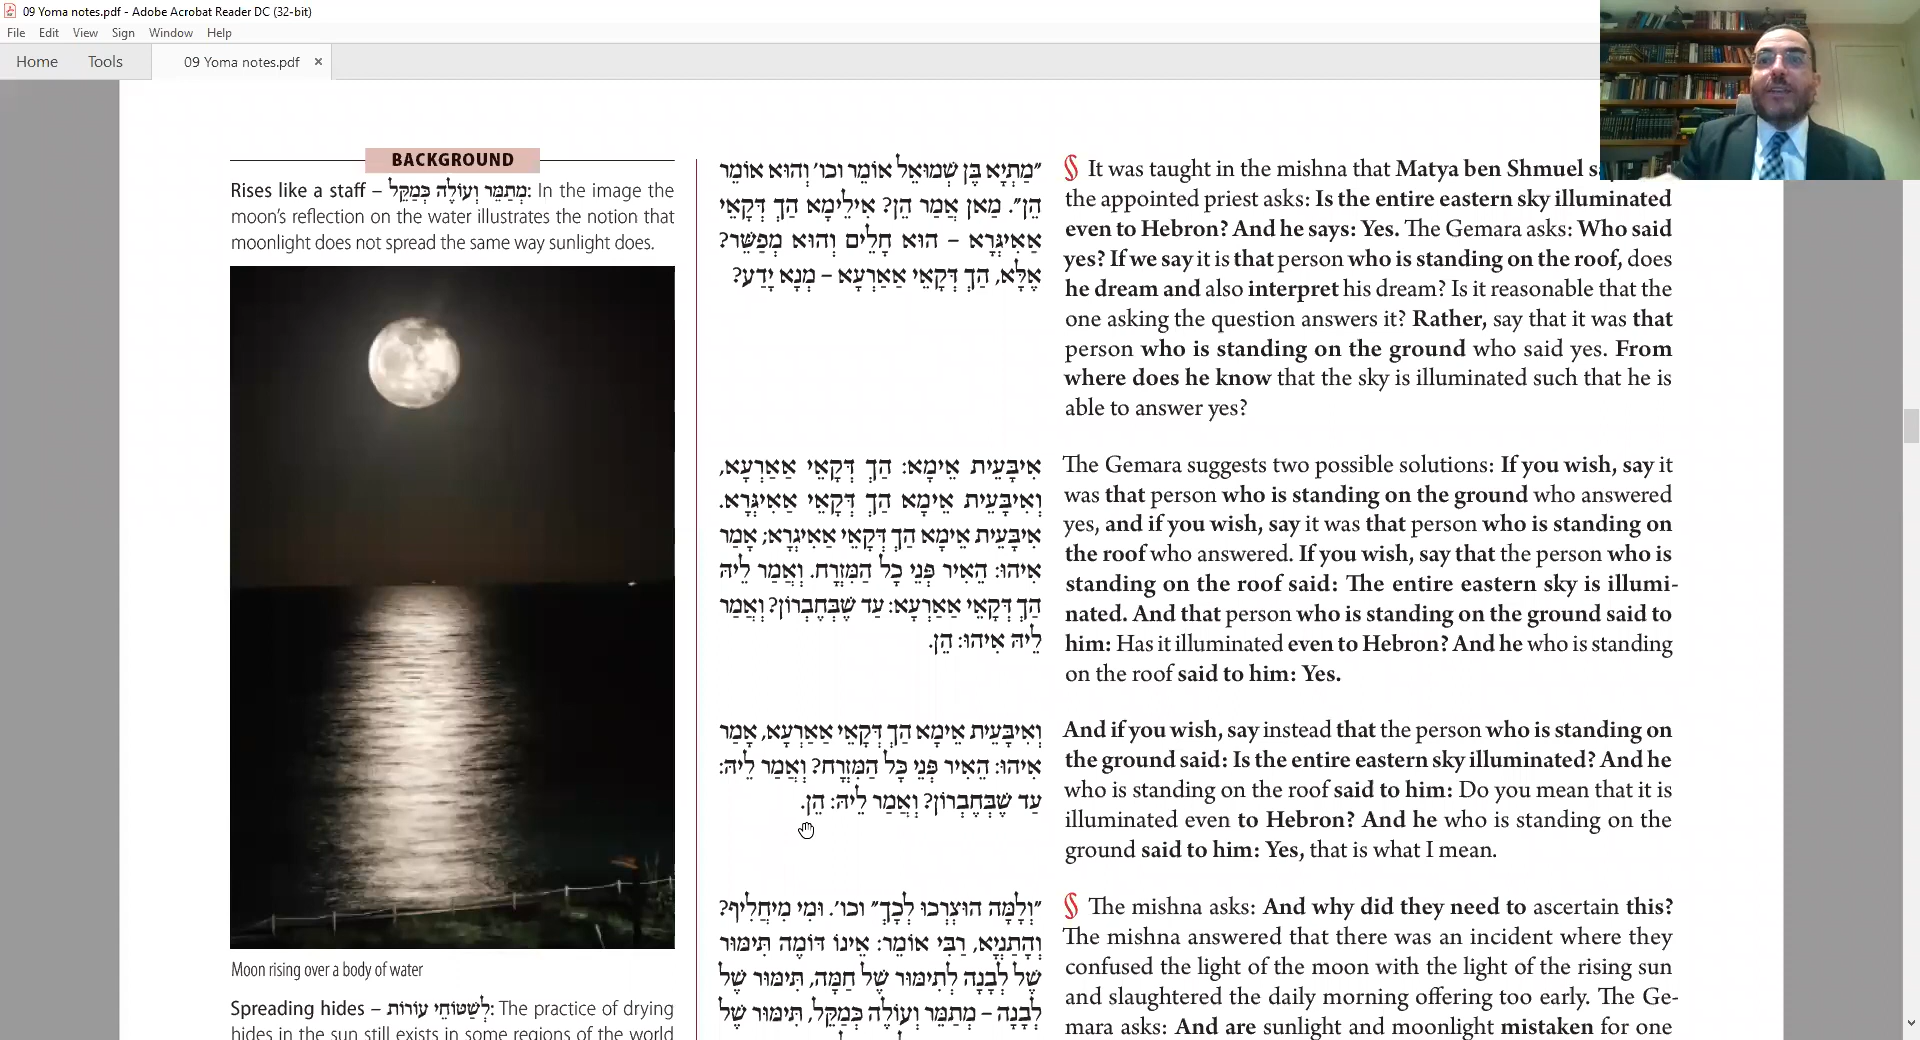 09 Yoma notes.pdf - Adobe Acrobat Reader DC (32-bit)
File Edit View Sign Window Help
Home Tools 09 Yoma notes.pdf ×
BACKGROUND
Rises like a staff – מְתַמֵּר וְעוֹלֶה כְּמַקֵּל: In the image the
moon's reflection on the water illustrates the notion that
moonlight does not spread the same way sunlight does.
Moon rising over a body of water
Spreading hides – לְשַׁטּוֹחֵי עוֹרוֹת: The practice of drying
hides in the sun still exists in some regions of the world
״מַתְיָא בֶּן שְׁמוּאֵל אוֹמֵר וכו׳ וְהוּא אוֹמֵר
הֵן״. מַאן אֲמַר הֵן? אִילֵימָא הַךְ דְּקָאֵי
אַאִיגָּרָא – הוּא חָלֵים וְהוּא מְפַשֵּׁר?
אֶלָּא, הַךְ דְּקָאֵי אַאַרְעָא – מְנָא יָדַע?
אִיבָּעֵית אֵימָא: הַךְ דְּקָאֵי אַאַרְעָא,
וְאִיבָּעֵית אֵימָא הַךְ דְּקָאֵי אַאִיגָּרָא.
אִיבָּעֵית אֵימָא הַךְ דְּקָאֵי אַאִיגְרָא; אָמַר
אִיהוּ: הֵאִיר פְּנֵי כָל הַמִּזְרָח. וְאָמַר לֵיהּ
הַךְ דְּקָאֵי אַאַרְעָא: עַד שֶׁבְּחֶבְרוֹן? וְאָמַר
לֵיהּ אִיהוּ: הֵן.
וְאִיבָּעֵית אֵימָא הַךְ דְּקָאֵי אַאַרְעָא, אָמַר
אִיהוּ: הֵאִיר פְּנֵי כָּל הַמִּזְרָח? וְאָמַר לֵיהּ:
עַד שֶׁבְּחֶבְרוֹן? וְאָמַר לֵיהּ: הֵן.
״וְלָמָּה הוּצְרְכוּ לְכָךְ״ וכו׳. וּמִי מִיחֲלִיף?
וְהָתַנְיָא, רַבִּי אוֹמֵר: אֵינוֹ דּוֹמֶה תִּימוּר
שֶׁל לְבָנָה לְתִימוּר שֶׁל חַמָּה, תִּימוּר שֶׁל
לְבָנָה – מְתַמֵּר וְעוֹלֶה כְּמַקֵּל, תִּימוּר שֶׁל
It was taught in the mishna that Matya ben Shmuel
the appointed priest asks: Is the entire eastern sky illuminated
even to Hebron? And he says: Yes. The Gemara asks: Who said
yes? If we say it is that person who is standing on the roof, does
he dream and also interpret his dream? Is it reasonable that the
one asking the question answers it? Rather, say that it was that
person who is standing on the ground who said yes. From
where does he know that the sky is illuminated such that he is
able to answer yes?
The Gemara suggests two possible solutions: If you wish, say it
was that person who is standing on the ground who answered
yes, and if you wish, say it was that person who is standing on
the roof who answered. If you wish, say that the person who is
standing on the roof said: The entire eastern sky is illumi-
nated. And that person who is standing on the ground said to
him: Has it illuminated even to Hebron? And he who is standing
on the roof said to him: Yes.
And if you wish, say instead that the person who is standing on
the ground said: Is the entire eastern sky illuminated? And he
who is standing on the roof said to him: Do you mean that it is
illuminated even to Hebron? And he who is standing on the
ground said to him: Yes, that is what I mean.
The mishna asks: And why did they need to ascertain this?
The mishna answered that there was an incident where they
confused the light of the moon with the light of the rising sun
and slaughtered the daily morning offering too early. The Ge-
mara asks: And are sunlight and moonlight mistaken for one